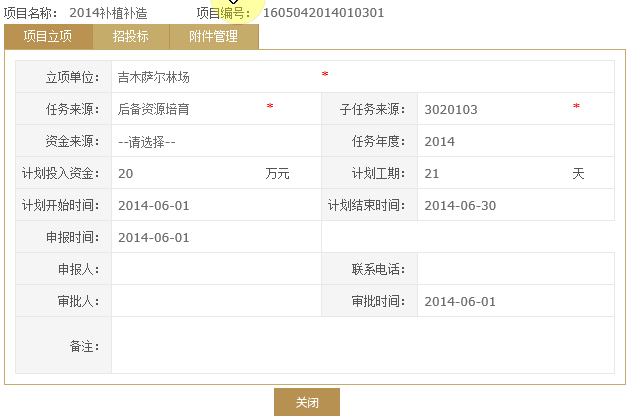 项目名称： 2014补植补造 项目编号： 1605042014010301
项目立项 招投标 附件管理
立项单位： 吉木萨尔林场 *
任务来源： 后备资源培育 * 子任务来源： 3020103 *
资金来源： --请选择-- 任务年度： 2014
计划投入资金： 20 万元 计划工期： 21 天
计划开始时间： 2014-06-01 计划结束时间： 2014-06-30
申报时间： 2014-06-01
申报人： 联系电话：
审批人： 审批时间： 2014-06-01
备注：
关闭